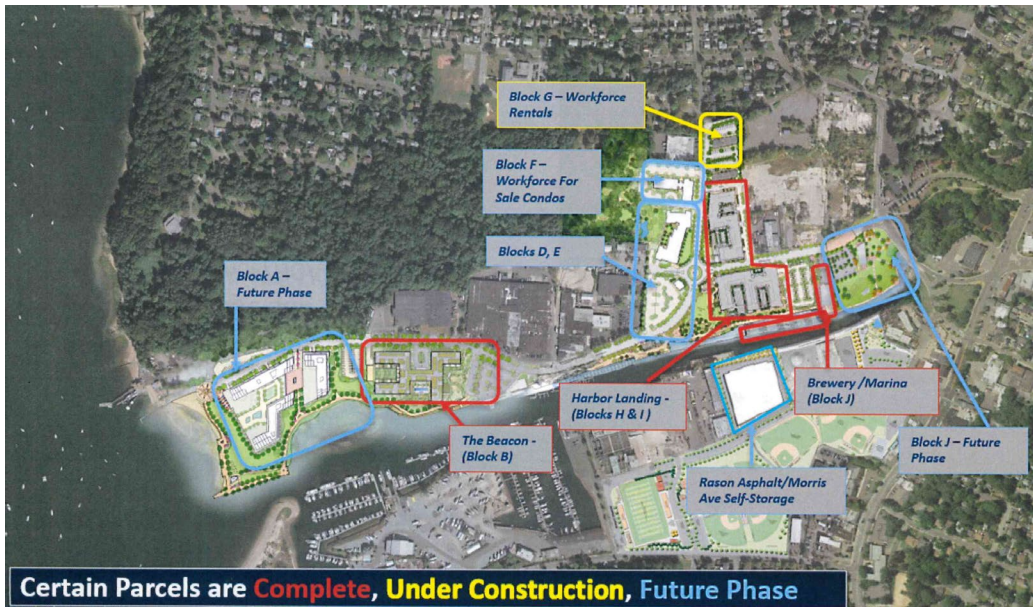 Block G – Workforce
Rentals
Block F –
Workforce For
Sale Condos
Blocks D, E
Block A –
Future Phase
Harbor Landing -
(Blocks H & I )
Brewery /Marina
(Block J)
The Beacon -
(Block B)
Block J – Future
Phase
Rason Asphalt/Morris
Ave Self-Storage
Certain Parcels are Complete, Under Construction, Future Phase